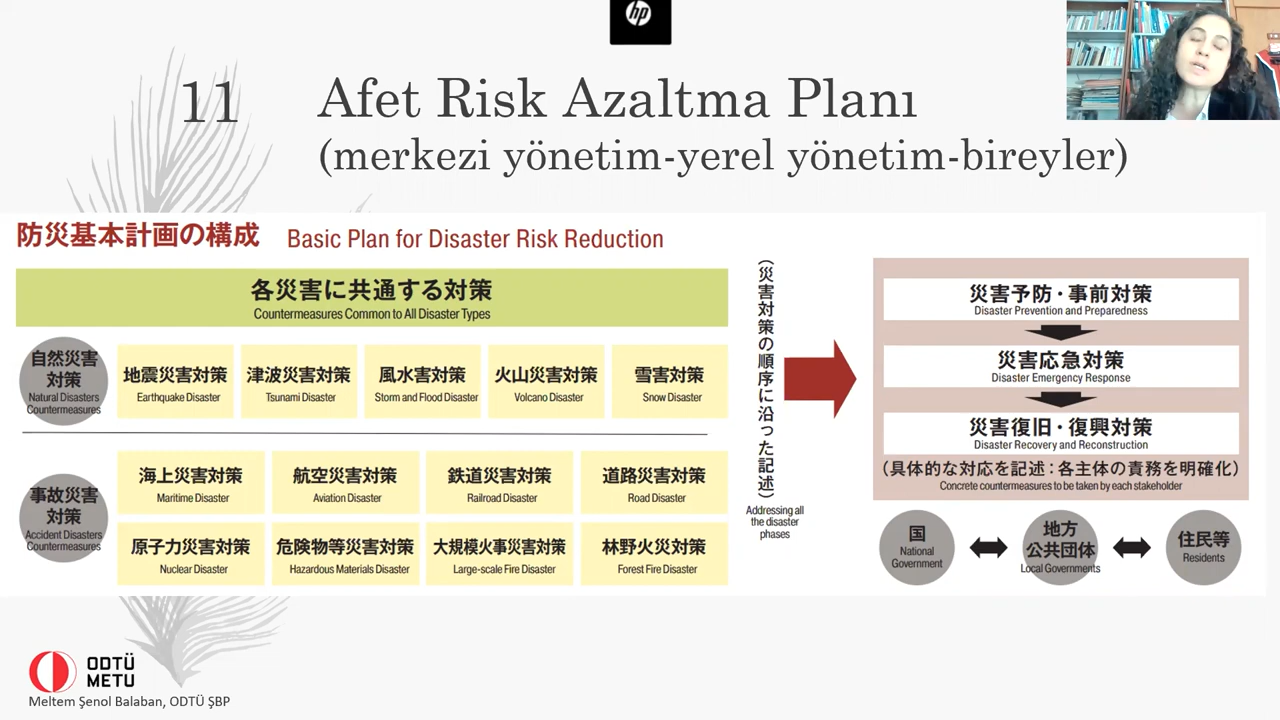 hp
11
Afet Risk Azaltma Planı
(merkezi yönetim-yerel yönetim-bireyler)
防災基本計画の構成 Basic Plan for Disaster Risk Reduction
各災害に共通する対策
Countermeasures Common to All Disaster Types
自然災害
対策
Natural Disasters
Countermeasures
地震災害対策
Earthquake Disaster
津波災害対策
Tsunami Disaster
風水害対策
Storm and Flood Disaster
火山災害対策
Volcano Disaster
雪害対策
Snow Disaster
事故災害
対策
Accident Disasters
Countermeasures
海上災害対策
Maritime Disaster
航空災害対策
Aviation Disaster
鉄道災害対策
Railroad Disaster
道路災害対策
Road Disaster
原子力災害対策
Nuclear Disaster
危険物等災害対策
Hazardous Materials Disaster
大規模火事災害対策
Large-scale Fire Disaster
林野火災対策
Forest Fire Disaster
(災害対策の順序に沿った記述)
Addressing all
the disaster
phases
災害予防・事前対策
Disaster Prevention and Preparedness
災害応急対策
Disaster Emergency Response
災害復旧・復興対策
Disaster Recovery and Reconstruction
(具体的な対応を記述:各主体の責務を明確化)
Concrete countermeasures to be taken by each stakeholder
国
National
Government
地方
公共団体
Local Governments
住民等
Residents
ODTÜ
METU
Meltem Şenol Balaban, ODTÜ ŞBP